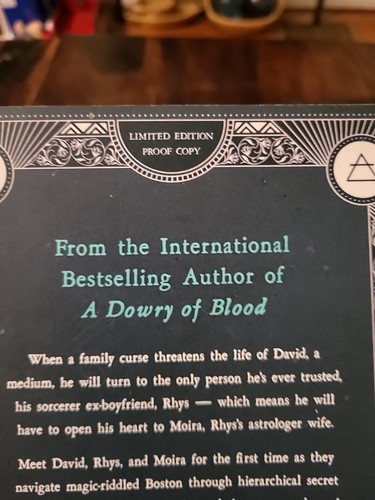 LIMITED EDITION
PROOF COPY
From the International
Bestselling Author of
A Dowry of Blood
When a family curse threatens the life of David, a
medium, he will turn to the only person he's ever trusted,
his sorcerer ex-boyfriend, Rhys — which means he will
have to open his heart to Moira, Rhys's astrologer wife.
Meet David, Rhys, and Moira for the first time as they
navigate magic-riddled Boston through hierarchical secret